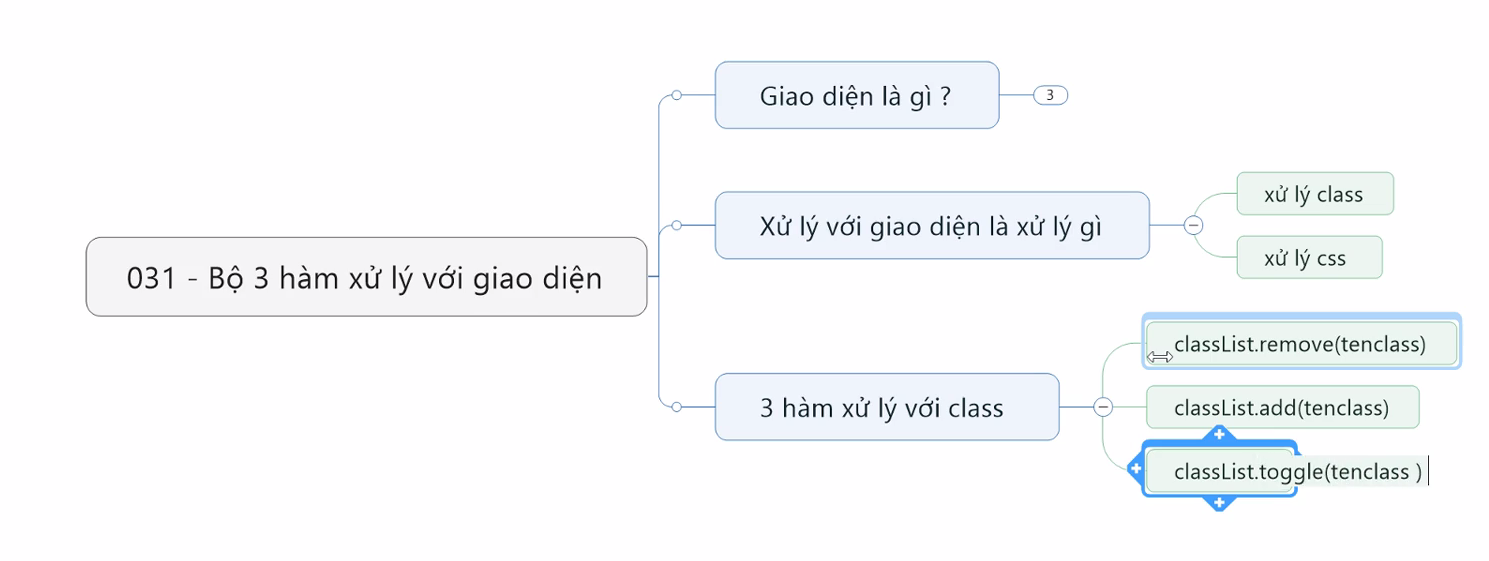 Giao diện là gì ?
3
Xử lý với giao diện là xử lý gì
xử lý class
xử lý css
031 - Bộ 3 hàm xử lý với giao diện
3 hàm xử lý với class
classList.remove(tenclass)
classList.add(tenclass)
classList.toggle(tenclass )